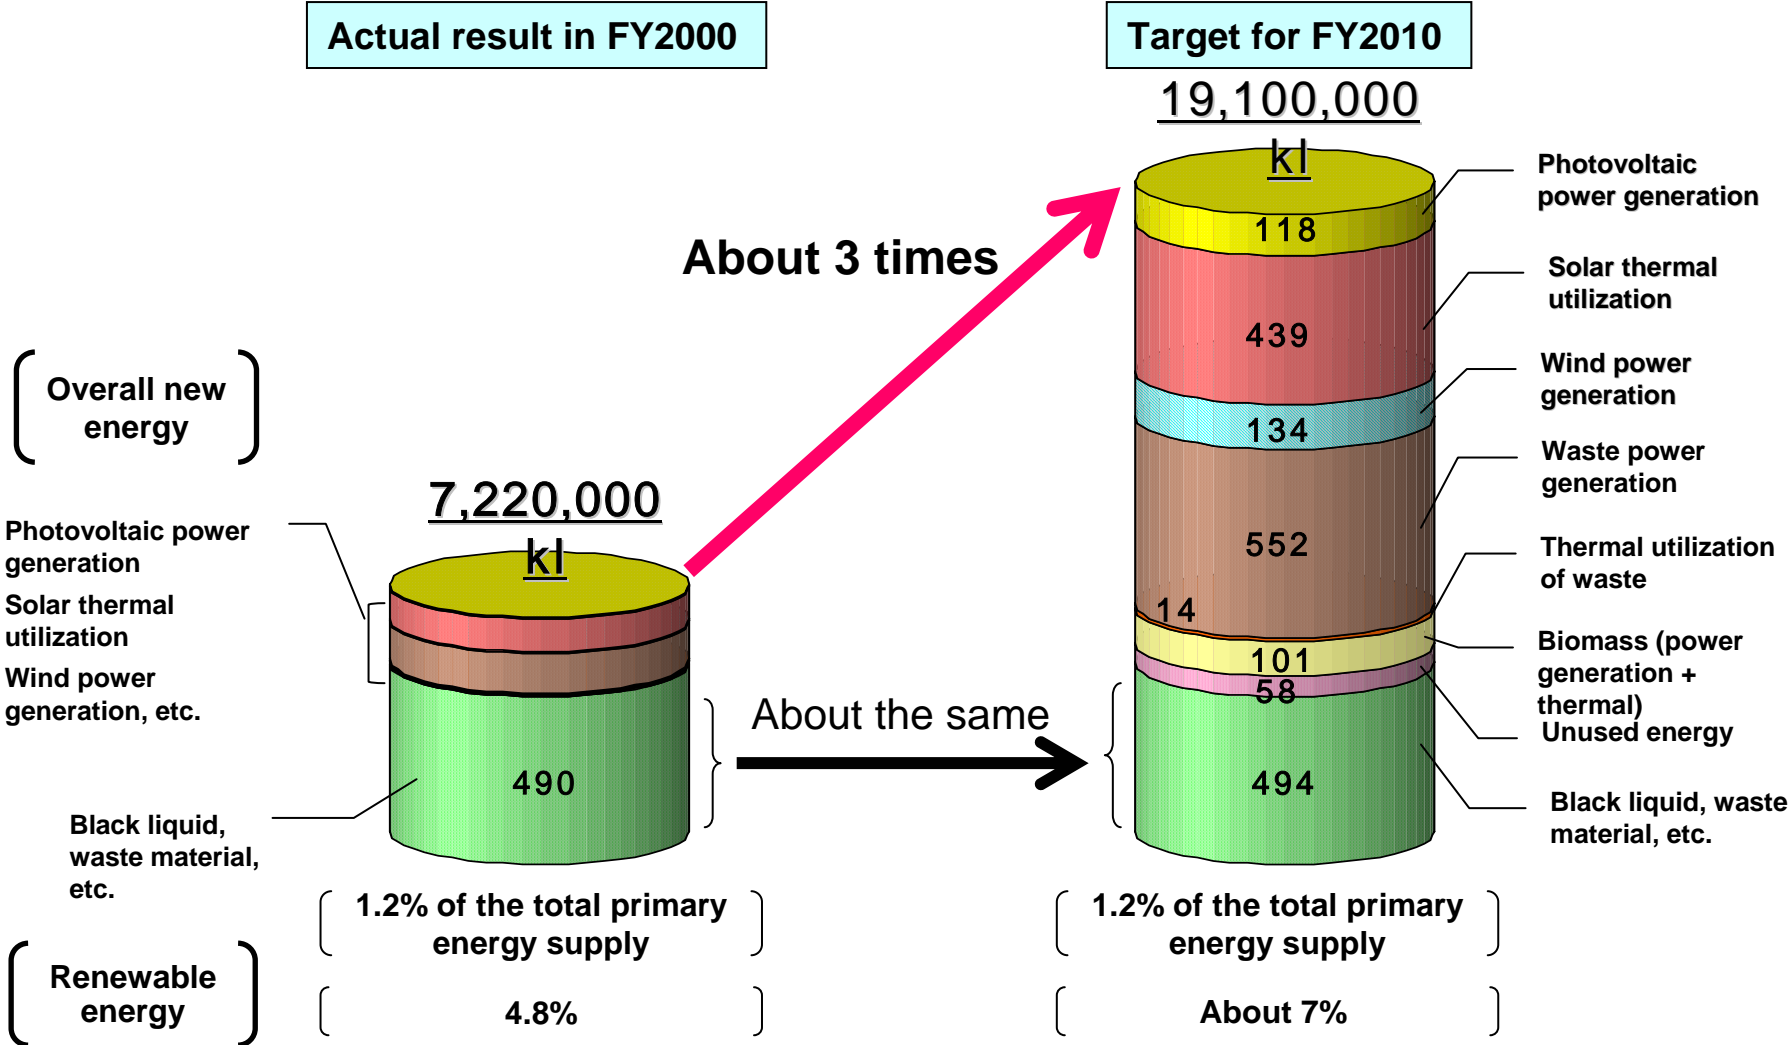 Actual result in FY2000
Target for FY2010
19,100,000
kl
About 3 times
Overall new
energy
7,220,000
kl
Photovoltaic power
generation
Solar thermal
utilization
Wind power
generation, etc.
490
Black liquid,
waste material,
etc.
About the same
118
439
134
552
14
101
58
494
Photovoltaic
power generation
Solar thermal
utilization
Wind power
generation
Waste power
generation
Thermal utilization
of waste
Biomass (power
generation +
thermal)
Unused energy
Black liquid, waste
material, etc.
1.2% of the total primary
energy supply
1.2% of the total primary
energy supply
Renewable
energy
4.8%
About 7%